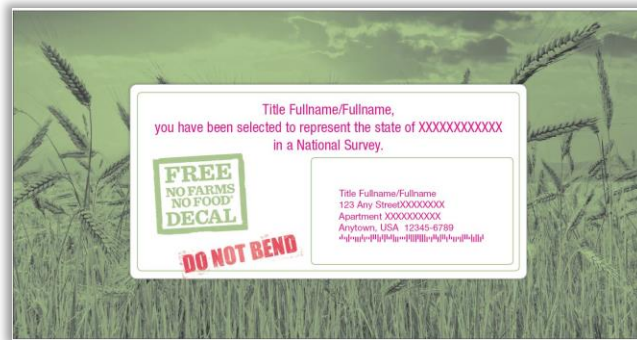 Title Fullname/Fullname,
you have been selected to represent the state of XXXXXXXXXXXX
in a National Survey.
FREE
NO FARMS
NO FOOD®
DECAL
DO NOT BEND
Title Fullname/Fullname
123 Any StreetXXXXXXXX
Apartment XXXXXXXXXX
Anytown, USA 12345-6789